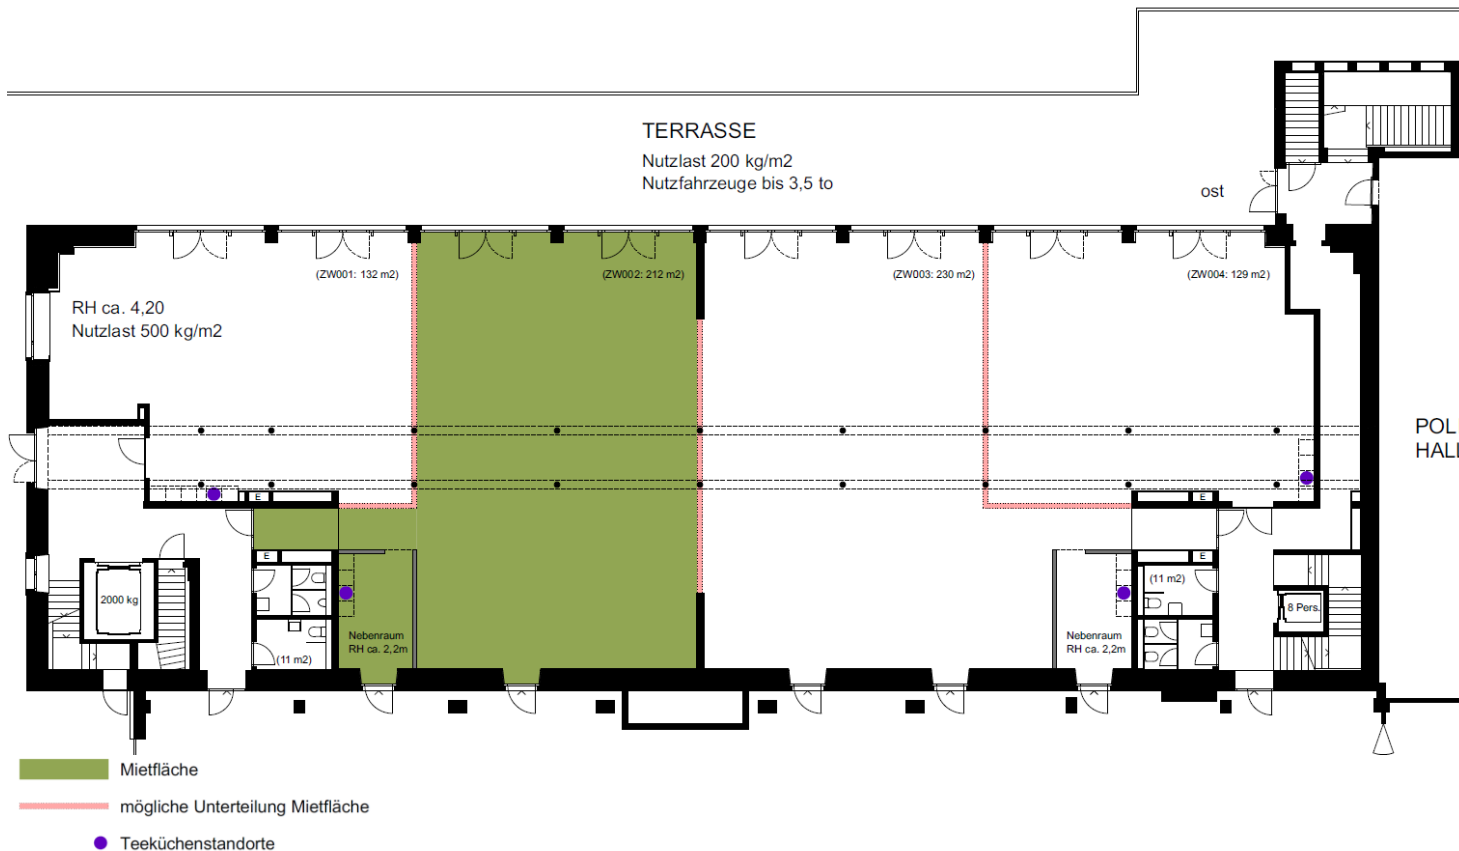 TERRASSE
Nutzlast 200 kg/m2
Nutzfahrzeuge bis 3,5 to
ost
(ZW001: 132 m2)
(ZW002: 212 m2)
(ZW003: 230 m2)
(ZW004: 129 m2)
RH ca. 4,20
Nutzlast 500 kg/m2
POL
HALL
E
E
E
E
2000 kg
(11 m2)
8 Pers.
Nebenraum
RH ca. 2,2m
(11 m2)
Nebenraum
RH ca. 2,2m
Mietfläche
mögliche Unterteilung Mietfläche
Teeküchenstandorte